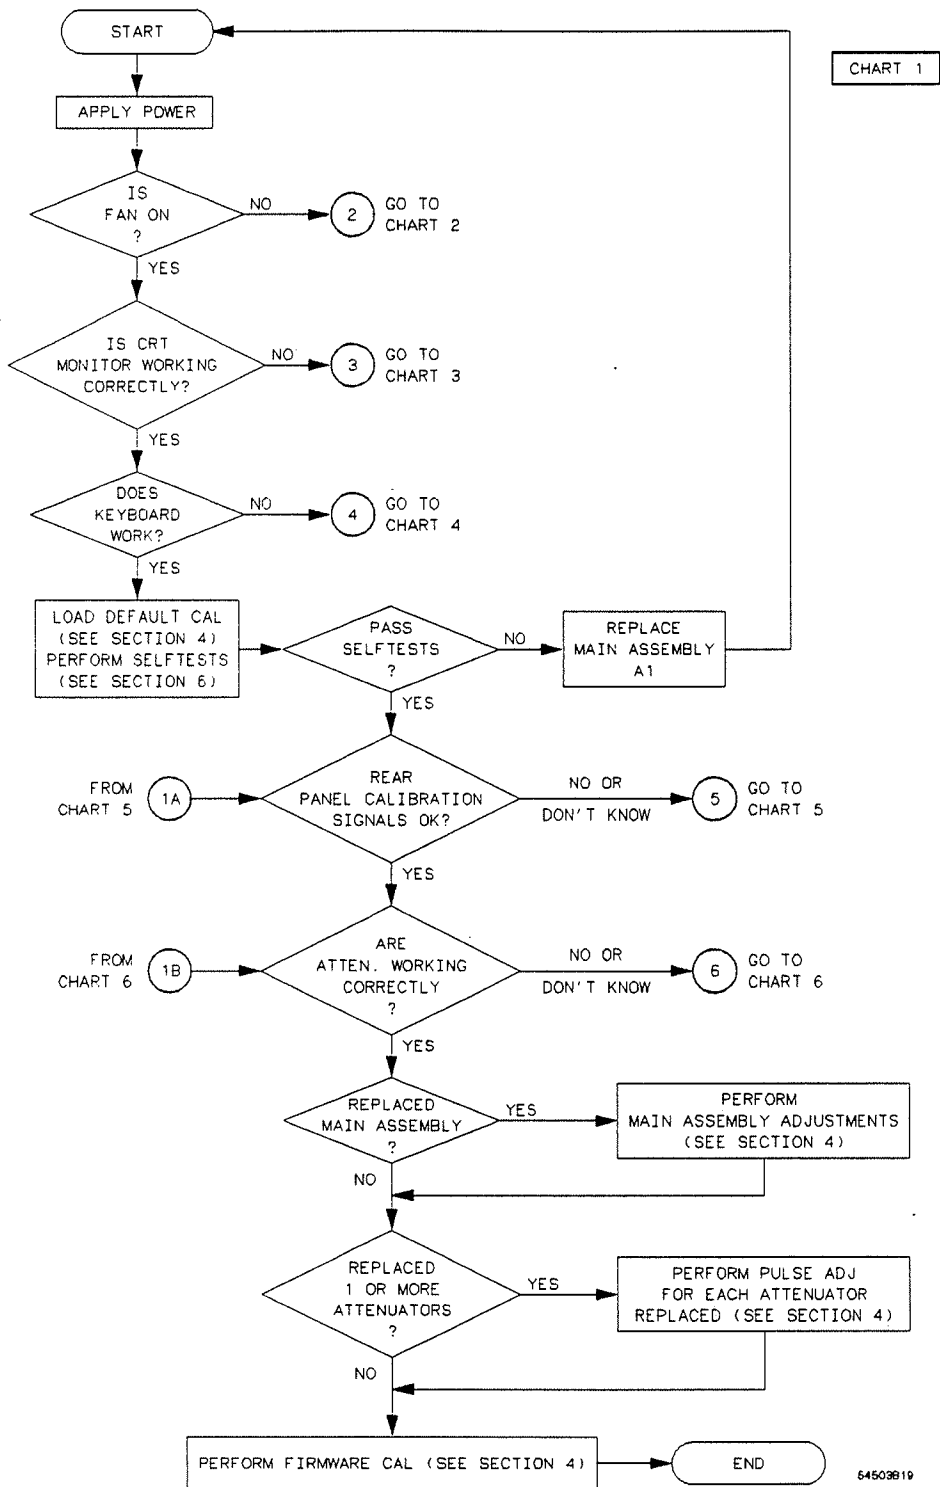 START
CHART 1
APPLY POWER
IS
FAN ON
?
NO
2
GO TO
CHART 2
YES
IS CRT
MONITOR WORKING
CORRECTLY?
NO
3
GO TO
CHART 3
YES
DOES
KEYBOARD
WORK?
NO
4
GO TO
CHART 4
YES
LOAD DEFAULT CAL
(SEE SECTION 4)
PERFORM SELFTESTS
(SEE SECTION 6)
PASS
SELFTESTS
?
NO
REPLACE
MAIN ASSEMBLY
A1
YES
FROM
CHART 5
1A
REAR
PANEL CALIBRATION
SIGNALS OK?
NO OR
DON'T KNOW
5
GO TO
CHART 5
YES
FROM
CHART 6
1B
ARE
ATTEN. WORKING
CORRECTLY
?
NO OR
DON'T KNOW
6
GO TO
CHART 6
YES
REPLACED
MAIN ASSEMBLY
?
YES
PERFORM
MAIN ASSEMBLY ADJUSTMENTS
(SEE SECTION 4)
NO
REPLACED
1 OR MORE
ATTENUATORS
?
YES
PERFORM PULSE ADJ
FOR EACH ATTENUATOR
REPLACED (SEE SECTION 4)
NO
PERFORM FIRMWARE CAL (SEE SECTION 4)
END
54503B19